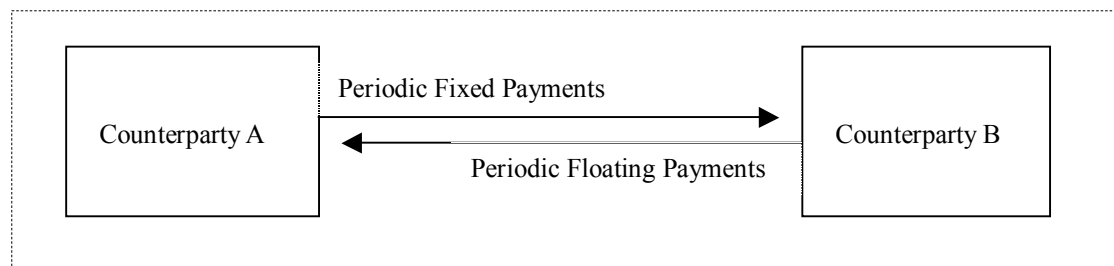 Periodic Fixed Payments
Counterparty A
Counterparty B
Periodic Floating Payments